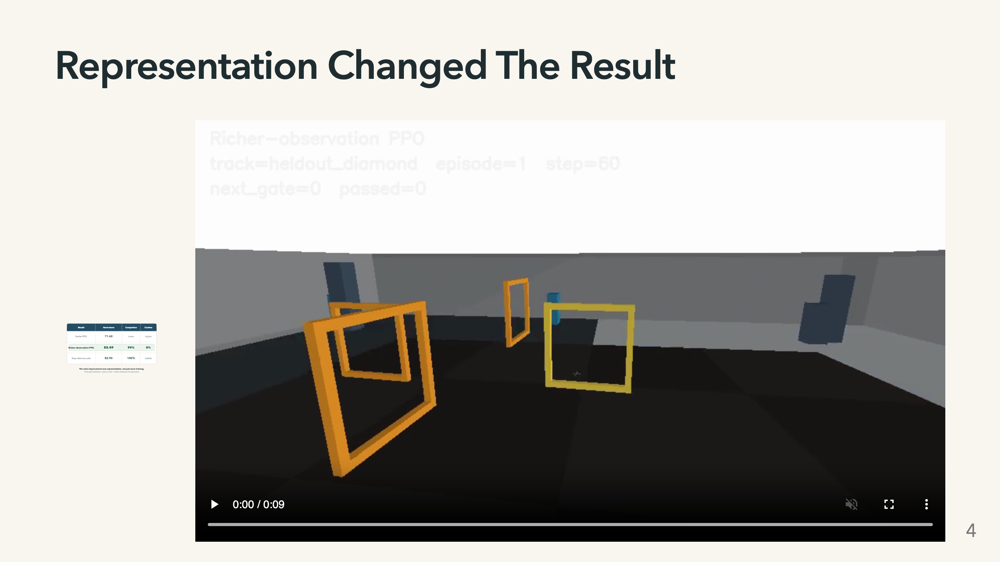 Representation Changed The Result
Richer-observation PPO
track=heldout_diamond episode=1 step=60
next_gate=0 passed=0
Model Hard return Completion Crashes
Earlier PPO 71.68 lower higher
Richer-observation PPO 82.49 99% 0%
Easy held-out suite 82.95 100% stable
The main improvement was representation, not just more training.
Three gate lookahead + gate normals + relative heading to the gate plane.
0:00 / 0:09
4